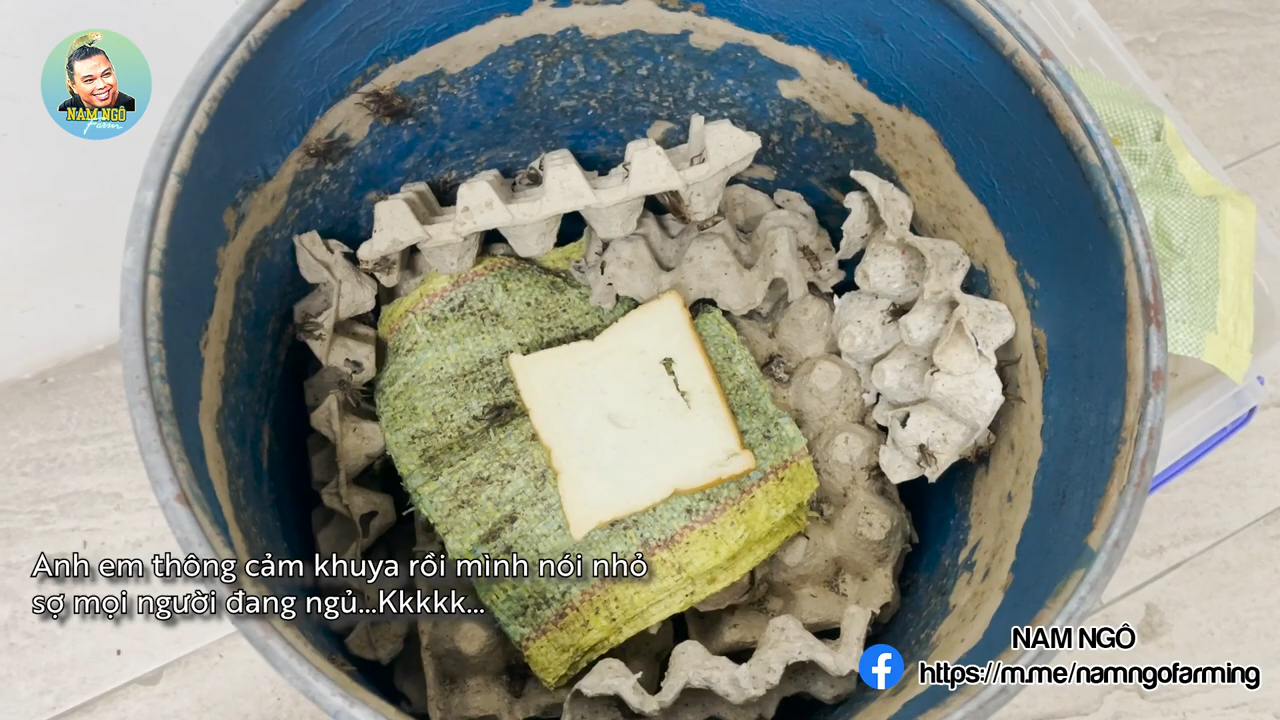 NAM NGÔ
Farm
Anh em thông cảm khuya rồi mình nói nhỏ
sợ mọi người đang ngủ...Kkkkk...
NAM NGÔ
https://m.me/namngofarming